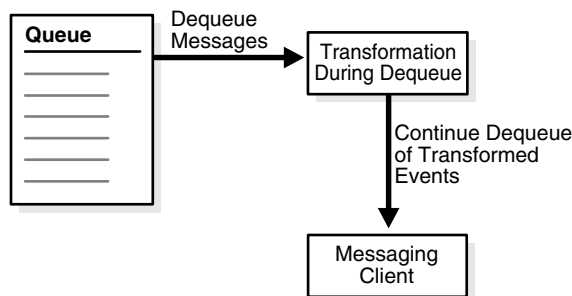 Queue
Dequeue
Messages
Transformation
During Dequeue
Continue Dequeue
of Transformed
Events
Messaging
Client